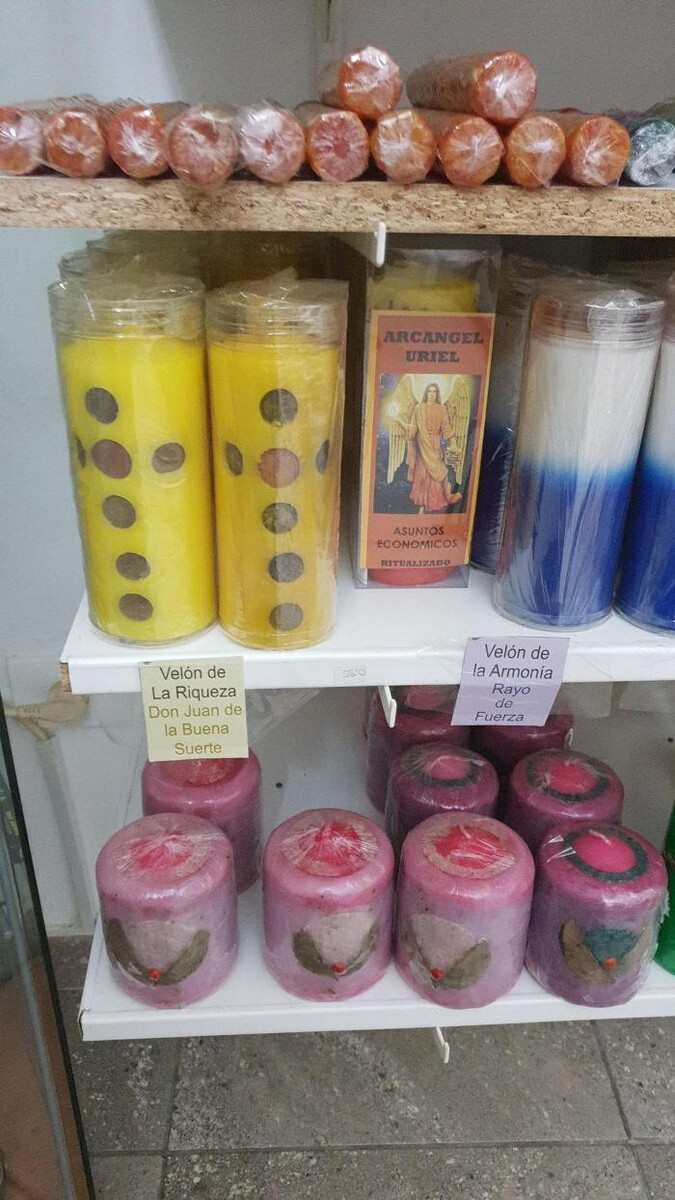 ARCANGEL
URIEL
ASUNTOS
ECONOMICOS
RITUALIZADO
Velón de
La Riqueza
Don Juan de
la Buena
Suerte
Velón de
la Armonía
Rayo
de
Fuerza